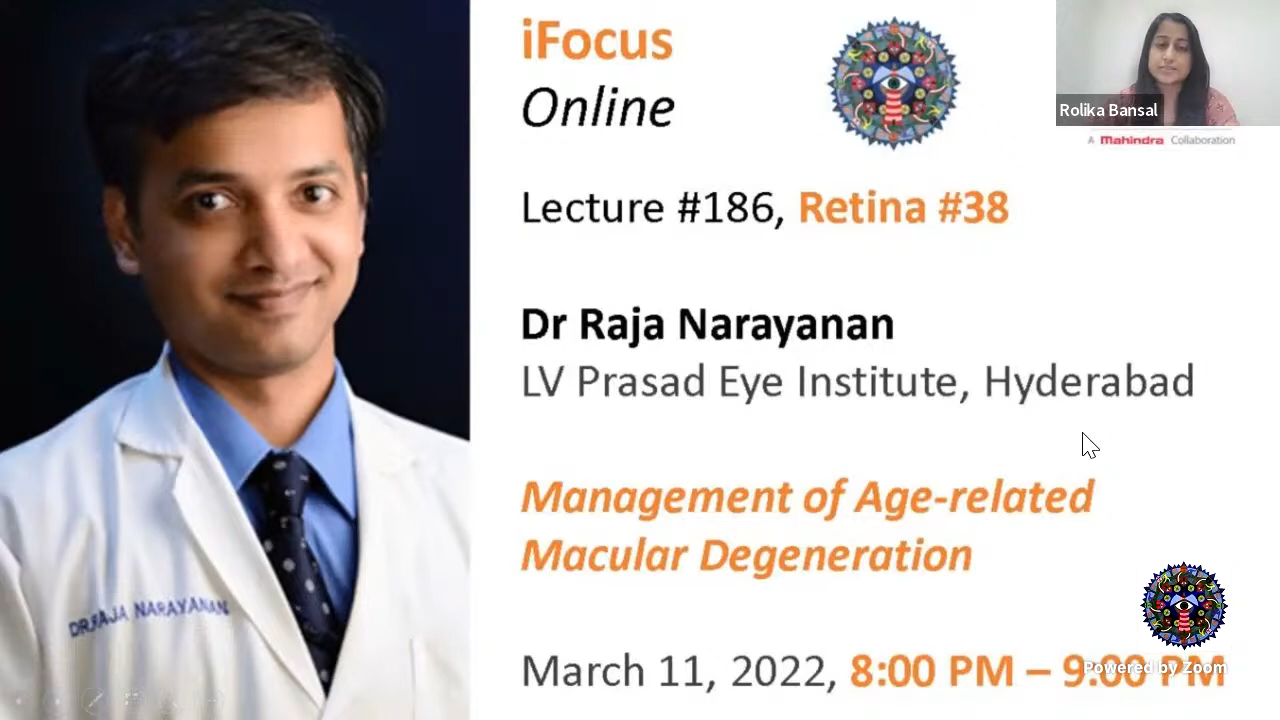 iFocus
Online
Rolika Bansal
A Mahindra Collaboration
Lecture #186, Retina #38
Dr Raja Narayanan
LV Prasad Eye Institute, Hyderabad
Management of Age-related
Macular Degeneration
DR. RAJA NARAYANAN
March 11, 2022, 8:00 PM – 9:00 PM
Powered by Zoom